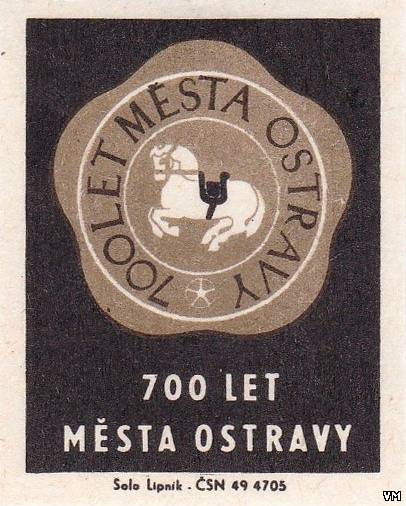 700 LET MĚSTA OSTRAVY
700 LET
MĚSTA OSTRAVY
Solo Lipník - ČSN 49 4705
VM